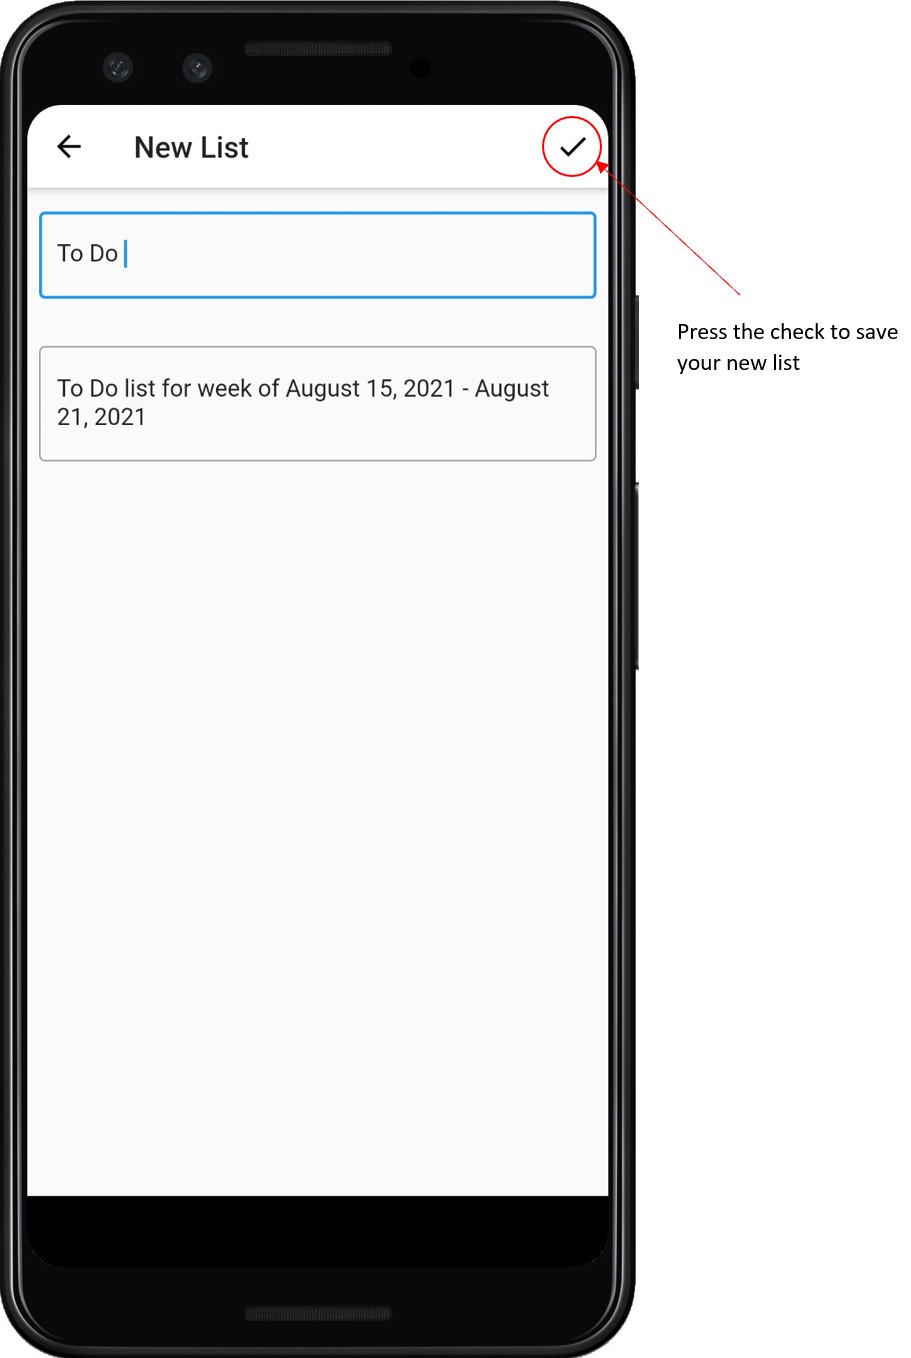 New List
To Do
To Do list for week of August 15, 2021 - August
21, 2021
Press the check to save
your new list